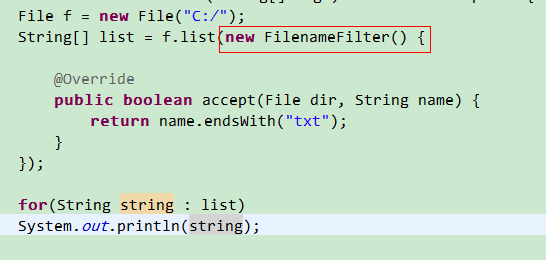 File f = new File("C:/");
String[] list = f.list(new FilenameFilter() {
@Override
public boolean accept(File dir, String name) {
return name.endsWith("txt");
}
});
for(String string : list)
System.out.println(string);